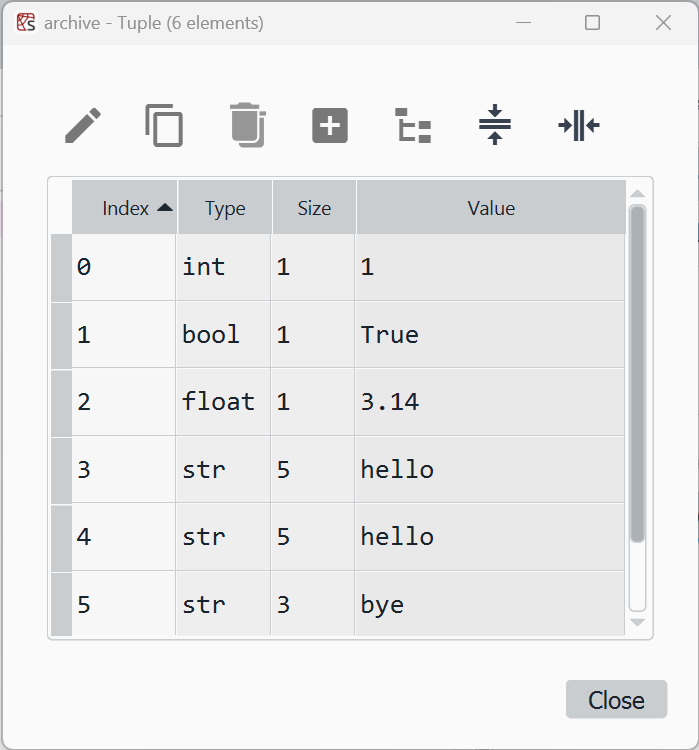 archive - Tuple (6 elements)
Index Type Size Value
0 int 1 1
1 bool 1 True
2 float 1 3.14
3 str 5 hello
4 str 5 hello
5 str 3 bye
Close